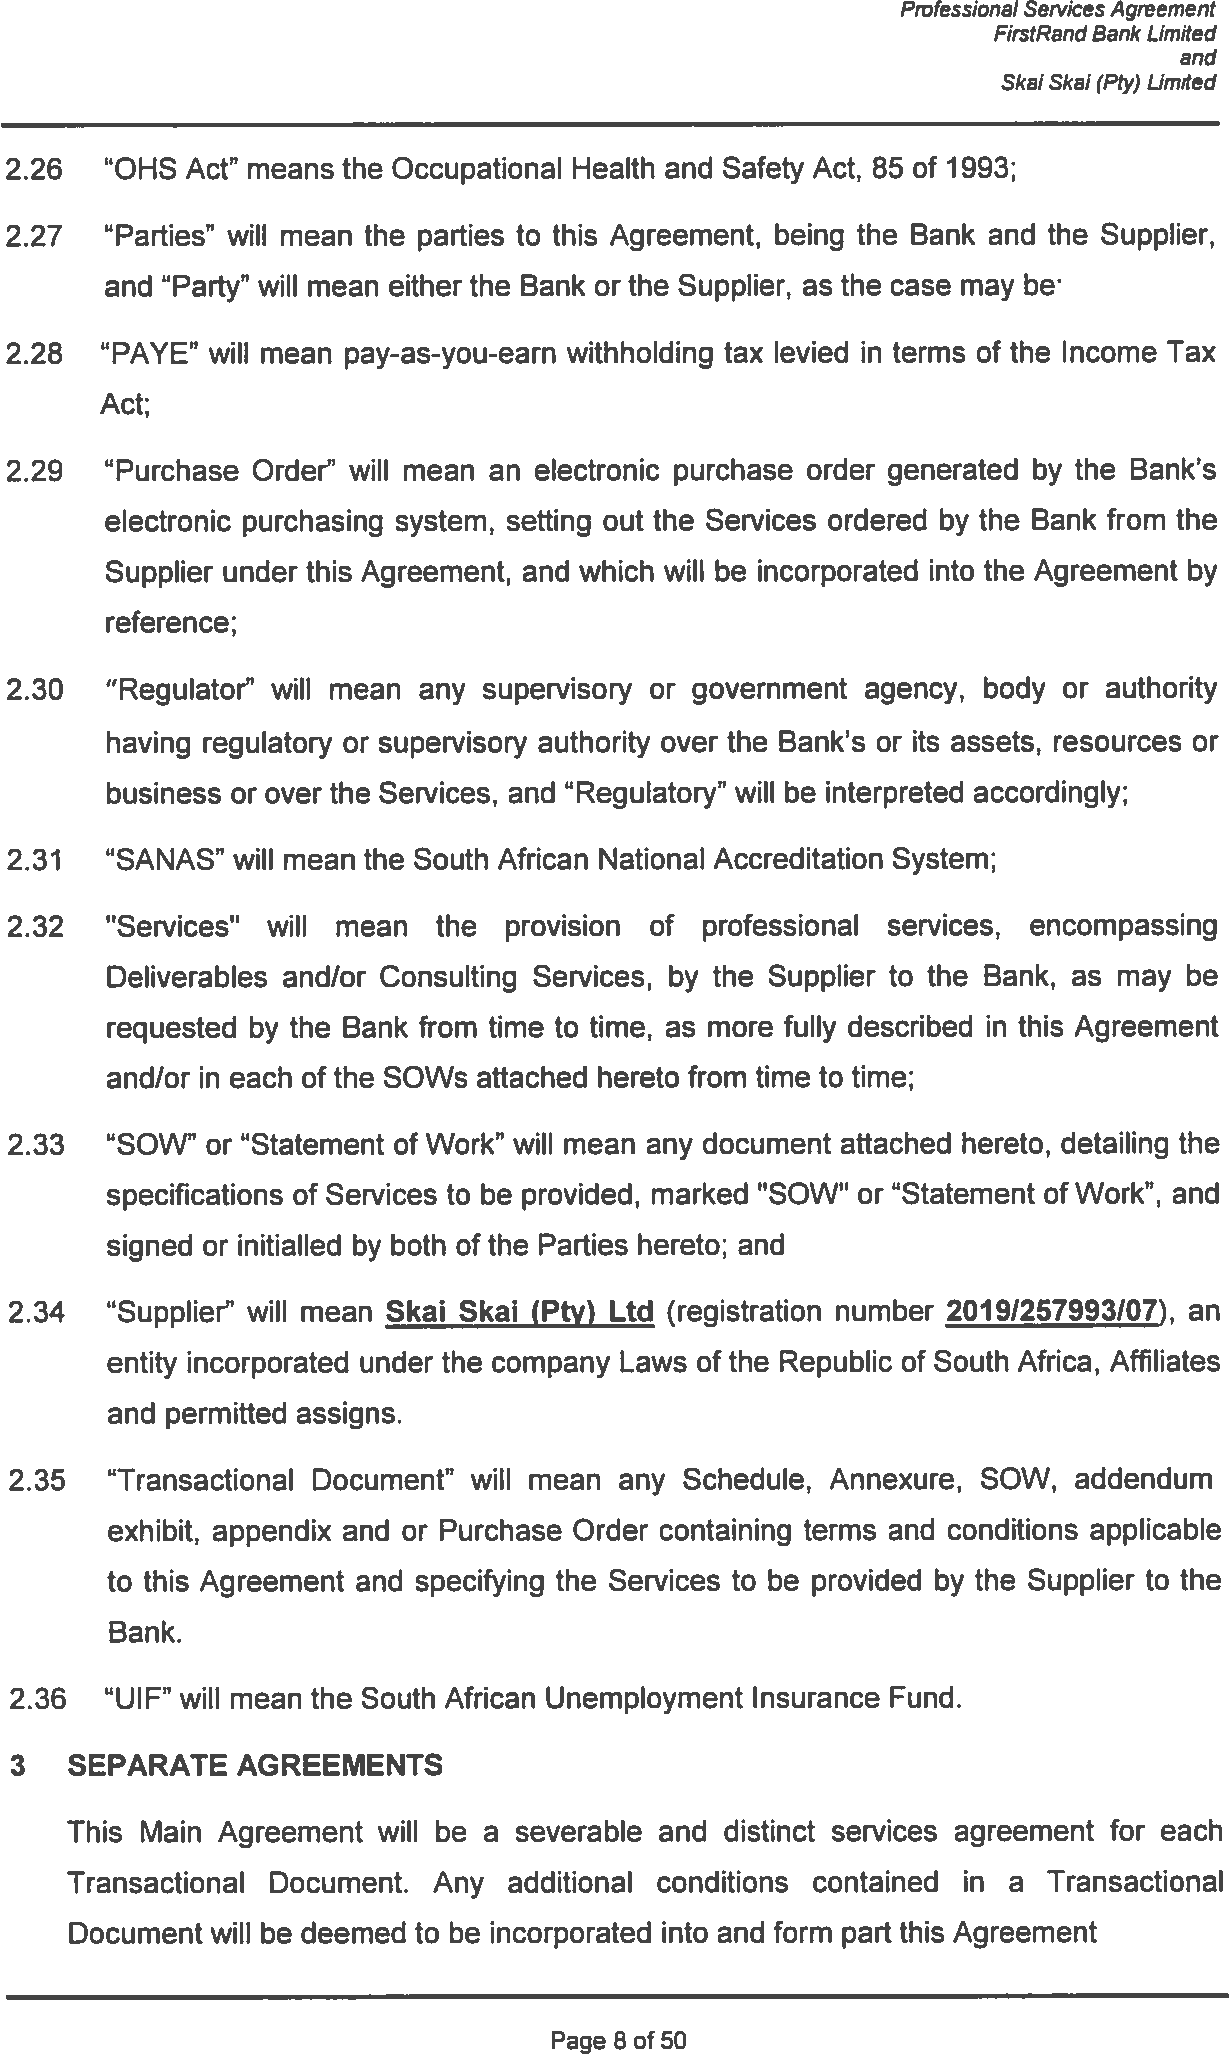 Professional Services Agreement
FirstRand Bank Limited
and
Skai Skai (Pty) Limited
2.26 “OHS Act” means the Occupational Health and Safety Act, 85 of 1993;
2.27 “Parties” will mean the parties to this Agreement, being the Bank and the Supplier,
and “Party” will mean either the Bank or the Supplier, as the case may be·
2.28 “PAYE” will mean pay-as-you-earn withholding tax levied in terms of the Income Tax
Act;
2.29 “Purchase Order” will mean an electronic purchase order generated by the Bank’s
electronic purchasing system, setting out the Services ordered by the Bank from the
Supplier under this Agreement, and which will be incorporated into the Agreement by
reference;
2.30 “Regulator” will mean any supervisory or government agency, body or authority
having regulatory or supervisory authority over the Bank’s or its assets, resources or
business or over the Services, and “Regulatory” will be interpreted accordingly;
2.31 “SANAS” will mean the South African National Accreditation System;
2.32 "Services" will mean the provision of professional services, encompassing
Deliverables and/or Consulting Services, by the Supplier to the Bank, as may be
requested by the Bank from time to time, as more fully described in this Agreement
and/or in each of the SOWs attached hereto from time to time;
2.33 “SOW” or “Statement of Work” will mean any document attached hereto, detailing the
specifications of Services to be provided, marked "SOW" or “Statement of Work”, and
signed or initialled by both of the Parties hereto; and
2.34 “Supplier” will mean Skai Skai (Pty) Ltd (registration number 2019/257993/07), an
entity incorporated under the company Laws of the Republic of South Africa, Affiliates
and permitted assigns.
2.35 “Transactional Document” will mean any Schedule, Annexure, SOW, addendum
exhibit, appendix and or Purchase Order containing terms and conditions applicable
to this Agreement and specifying the Services to be provided by the Supplier to the
Bank.
2.36 “UIF” will mean the South African Unemployment Insurance Fund.
3 SEPARATE AGREEMENTS
This Main Agreement will be a severable and distinct services agreement for each
Transactional Document. Any additional conditions contained in a Transactional
Document will be deemed to be incorporated into and form part this Agreement
Page 8 of 50